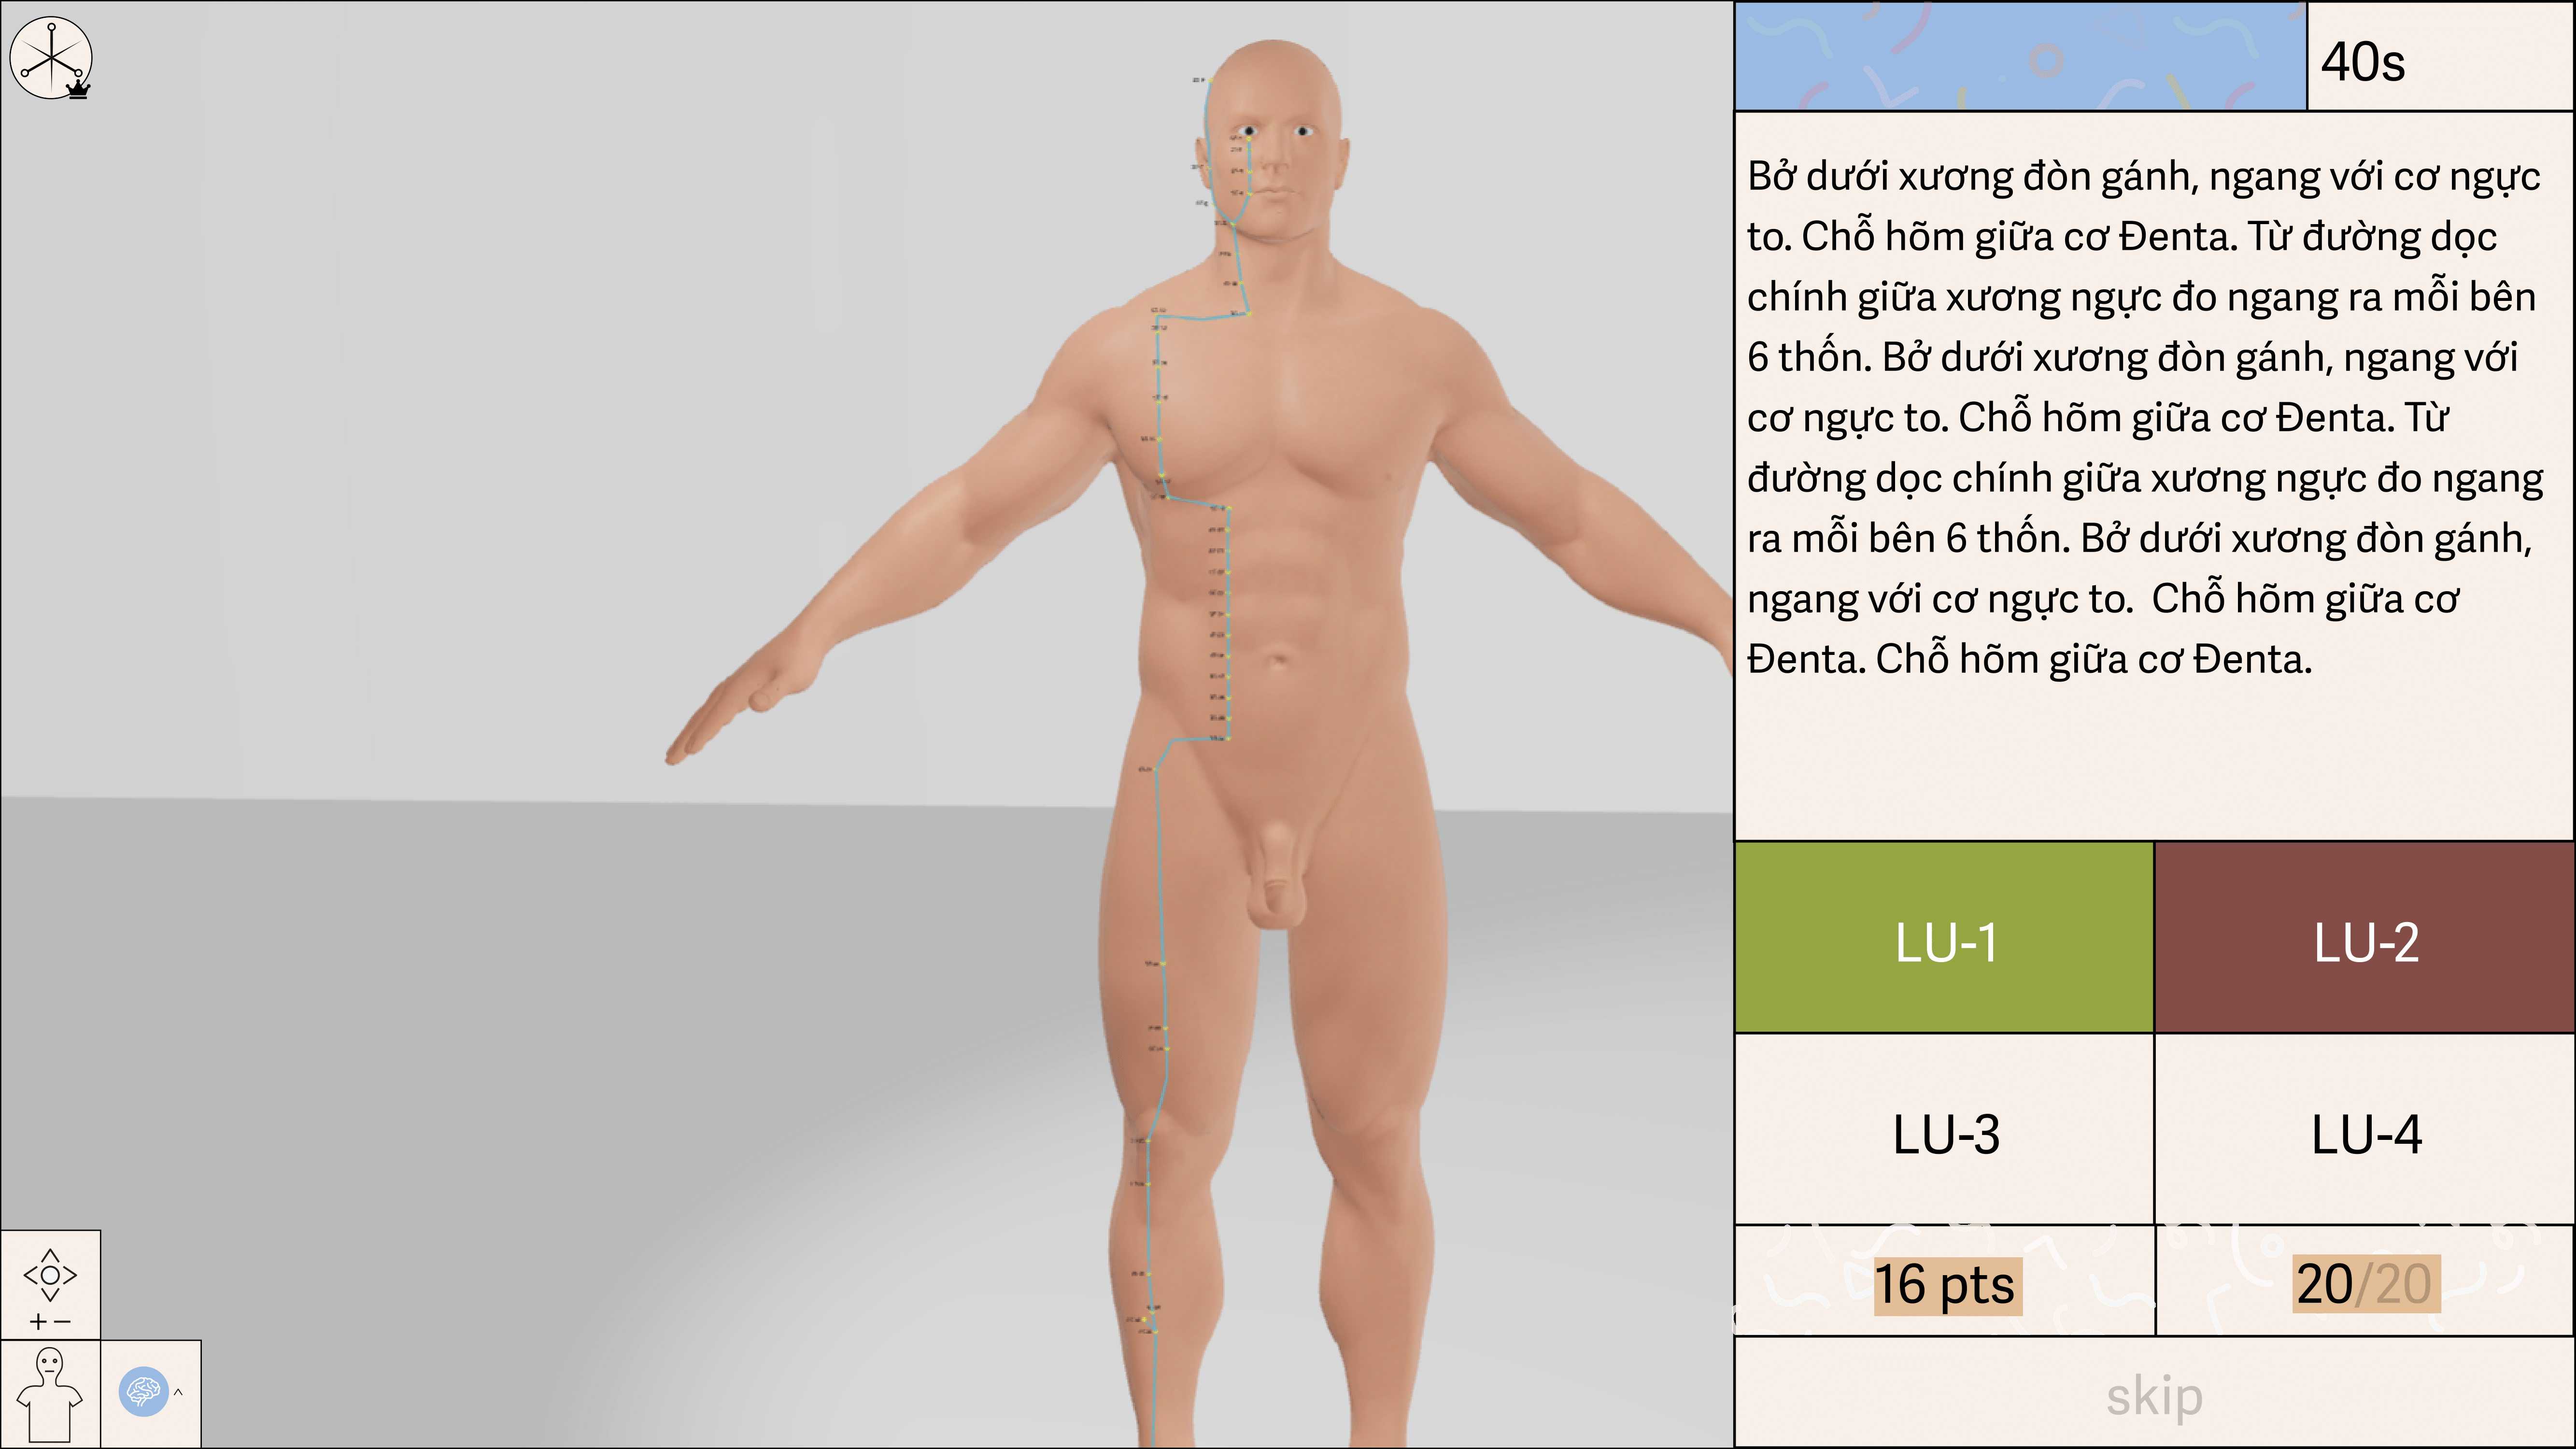 40s
Bở dưới xương đòn gánh, ngang với cơ ngực
to. Chỗ hõm giữa cơ Đenta. Từ đường dọc
chính giữa xương ngực đo ngang ra mỗi bên
6 thốn. Bở dưới xương đòn gánh, ngang với
cơ ngực to. Chỗ hõm giữa cơ Đenta. Từ
đường dọc chính giữa xương ngực đo ngang
ra mỗi bên 6 thốn. Bở dưới xương đòn gánh,
ngang với cơ ngực to.  Chỗ hõm giữa cơ
Đenta. Chỗ hõm giữa cơ Đenta.
LU-1
LU-2
LU-3
LU-4
16 pts
20/20
skip